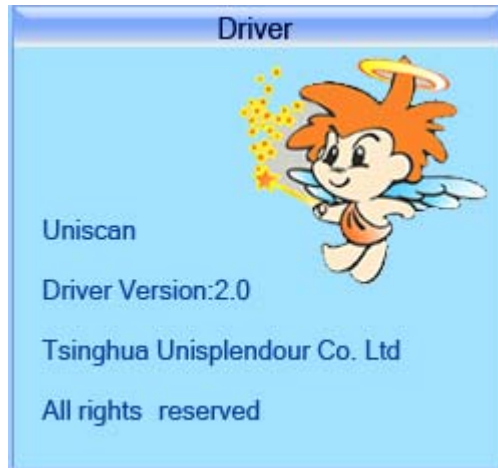 Driver
Uniscan
Driver Version:2.0
Tsinghua Unisplendour Co. Ltd
All rights  reserved